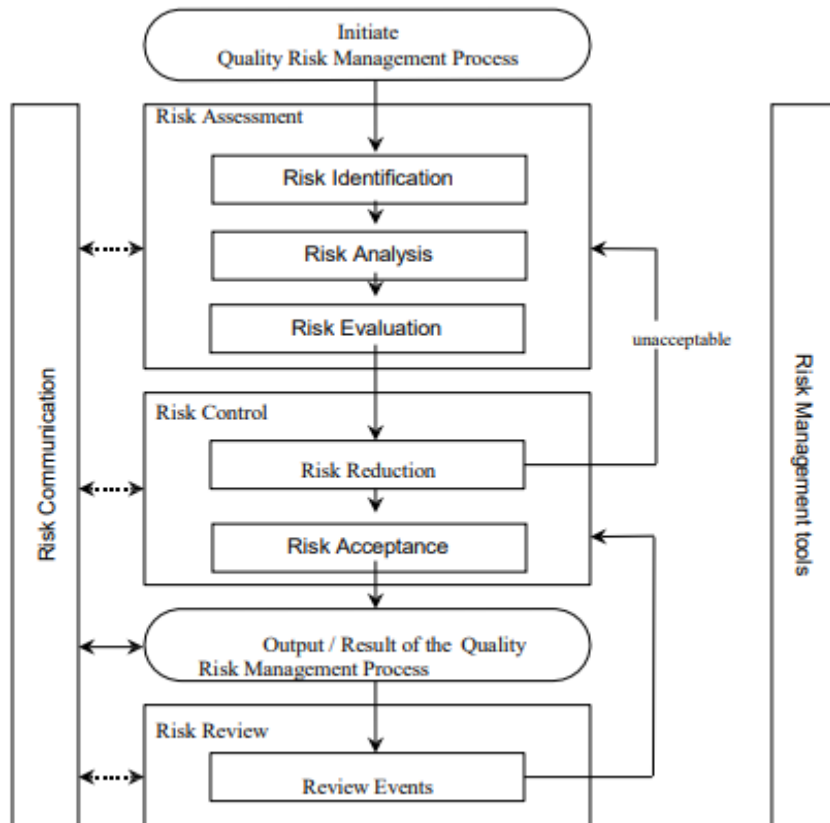 Initiate
Quality Risk Management Process
Risk Assessment
Risk Identification
Risk Analysis
Risk Evaluation
unacceptable
Risk Communication
Risk Management tools
Risk Control
Risk Reduction
Risk Acceptance
Output / Result of the Quality
Risk Management Process
Risk Review
Review Events